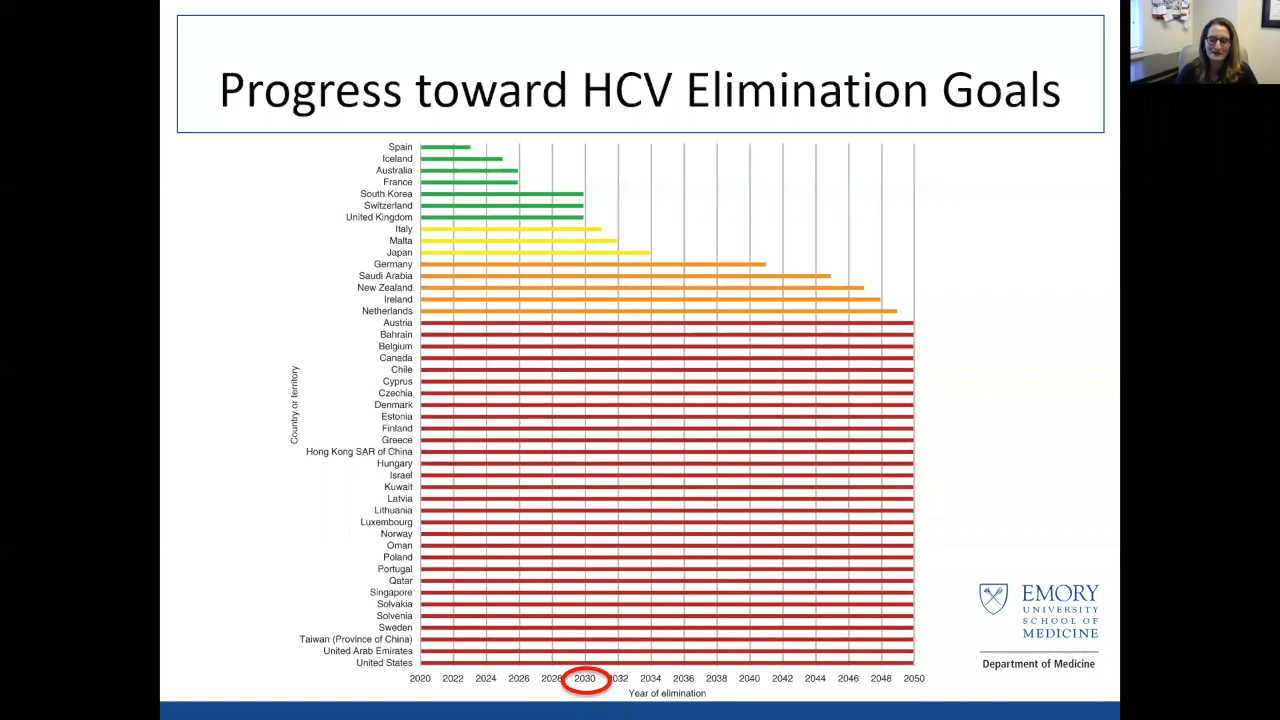 Progress toward HCV Elimination Goals
Spain
Iceland
Australia
France
South Korea
Switzerland
United Kingdom
Italy
Malta
Japan
Germany
Saudi Arabia
New Zealand
Ireland
Netherlands
Austria
Bahrain
Belgium
Canada
Chile
Cyprus
Czechia
Denmark
Estonia
Finland
Greece
Hong Kong SAR of China
Hungary
Israel
Kuwait
Latvia
Lithuania
Luxembourg
Norway
Oman
Poland
Portugal
Qatar
Singapore
Solvakia
Solvenia
Sweden
Taiwan (Province of China)
United Arab Emirates
United States
Country or territory
2020 2022 2024 2026 2028 2030 2032 2034 2036 2038 2040 2042 2044 2046 2048 2050
Year of elimination
EMORY
UNIVERSITY
SCHOOL OF
MEDICINE
Department of Medicine